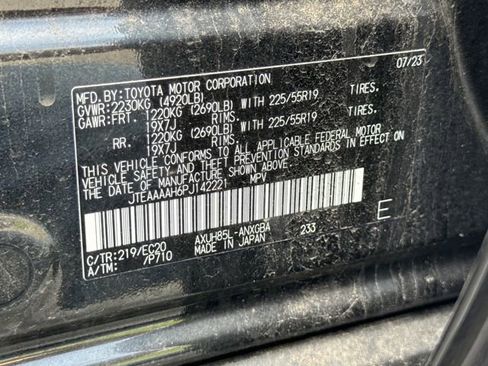 MFD. BY: TOYOTA MOTOR CORPORATION 07/23
GVWR: 2230KG (4920LB)
GAWR: FRT. 1220KG (2690LB) WITH 225/55R19 TIRES.
19X7J RIMS.
RR. 1220KG (2690LB) WITH 225/55R19 TIRES.
19X7J RIMS.
THIS VEHICLE CONFORMS TO ALL APPLICABLE FEDERAL MOTOR
VEHICLE SAFETY STANDARDS IN EFFECT ON
THE DATE OF MANUFACTURE SHOWN ABOVE.
JTEAAAAH6PJ142221 MPV
E
C/TR: 219/EC20 AXUH85L-ANXGBA 233
A/TM: -/P710 MADE IN JAPAN